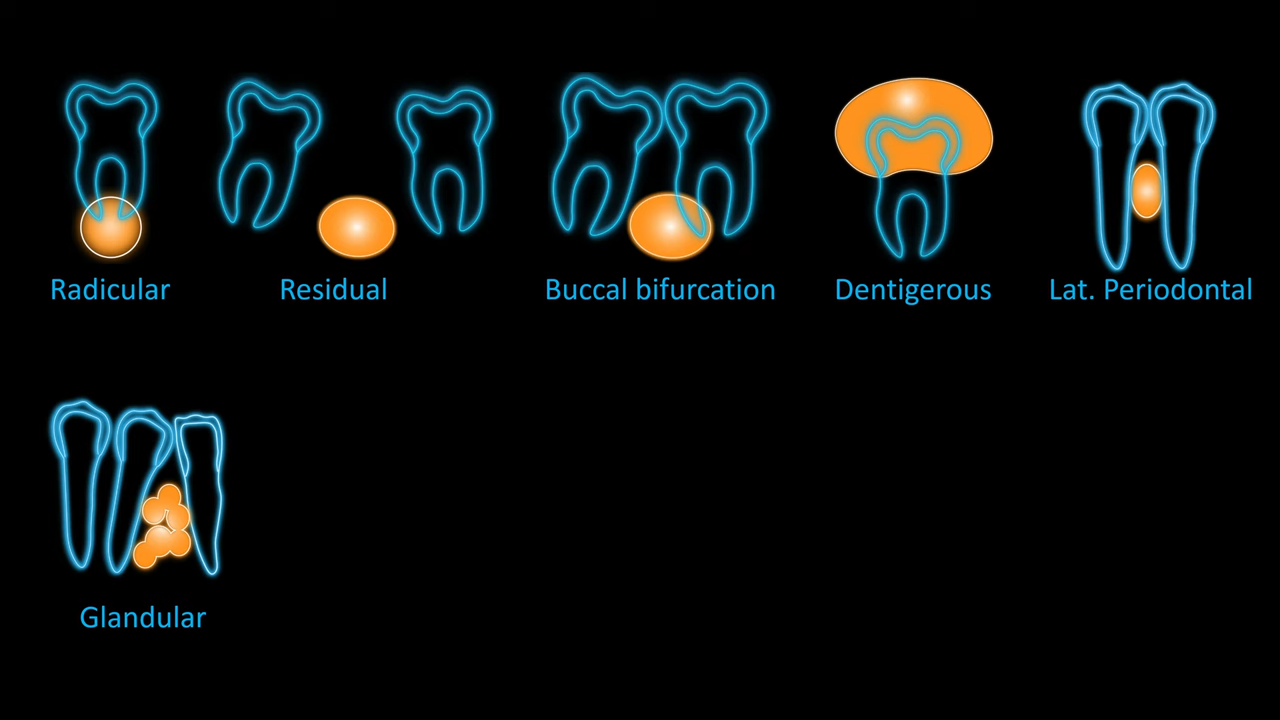 Radicular
Residual
Buccal bifurcation
Dentigerous
Lat. Periodontal
Glandular